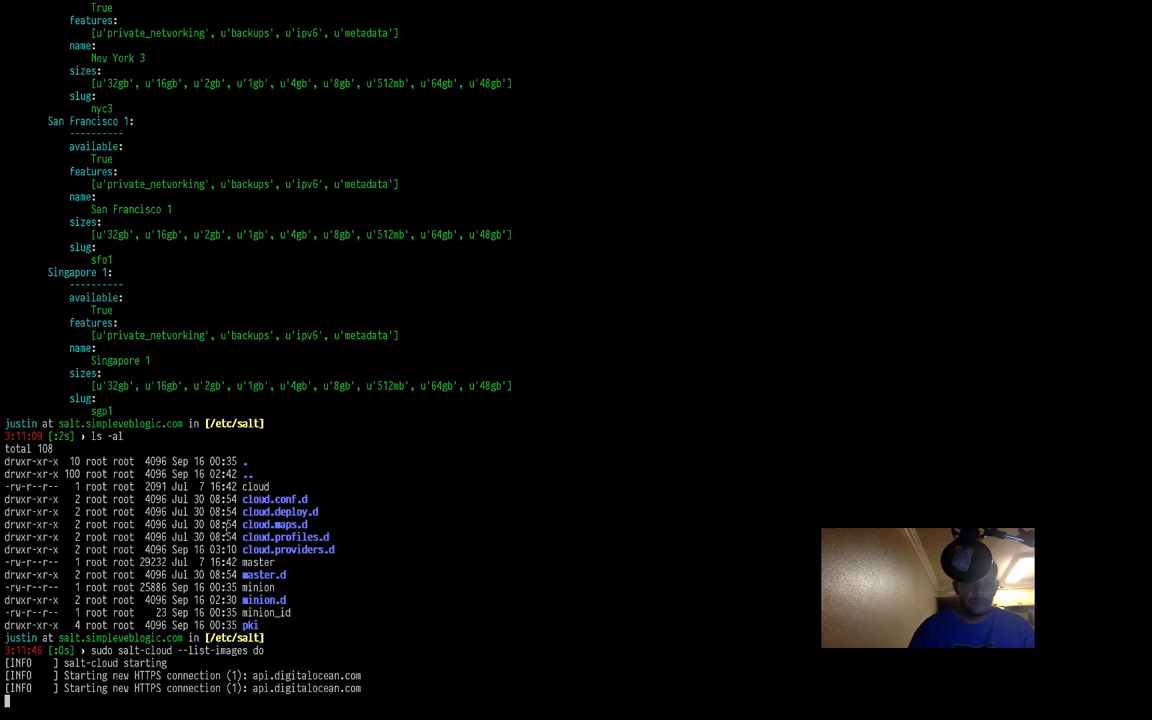 True
features:
[u'private_networking', u'backups', u'ipv6', u'metadata']
name:
New York 3
sizes:
[u'32gb', u'16gb', u'2gb', u'1gb', u'4gb', u'8gb', u'512mb', u'64gb', u'48gb']
slug:
nyc3
San Francisco 1:
----------
available:
True
features:
[u'private_networking', u'backups', u'ipv6', u'metadata']
name:
San Francisco 1
sizes:
[u'32gb', u'16gb', u'2gb', u'1gb', u'4gb', u'8gb', u'512mb', u'64gb', u'48gb']
slug:
sfo1
Singapore 1:
----------
available:
True
features:
[u'private_networking', u'backups', u'ipv6', u'metadata']
name:
Singapore 1
sizes:
[u'32gb', u'16gb', u'2gb', u'1gb', u'4gb', u'8gb', u'512mb', u'64gb', u'48gb']
slug:
sgp1
justin at salt.simpleweblogic.com in [/etc/salt]
3:11:09 [:2s] › ls -al
total 108
drwxr-xr-x 10 root root 4096 Sep 16 00:35 .
drwxr-xr-x 100 root root 4096 Sep 16 02:42 ..
-rw-r--r-- 1 root root 2091 Jul 7 16:42 cloud
drwxr-xr-x 2 root root 4096 Jul 30 08:54 cloud.conf.d
drwxr-xr-x 2 root root 4096 Jul 30 08:54 cloud.deploy.d
drwxr-xr-x 2 root root 4096 Jul 30 08:54 cloud.maps.d
drwxr-xr-x 2 root root 4096 Jul 30 08:54 cloud.profiles.d
drwxr-xr-x 2 root root 4096 Sep 16 03:10 cloud.providers.d
-rw-r--r-- 1 root root 29232 Jul 7 16:42 master
drwxr-xr-x 2 root root 4096 Jul 30 08:54 master.d
-rw-r--r-- 1 root root 25886 Sep 16 00:35 minion
drwxr-xr-x 2 root root 4096 Sep 16 02:30 minion.d
-rw-r--r-- 1 root root 23 Sep 16 00:35 minion_id
drwxr-xr-x 4 root root 4096 Sep 16 00:35 pki
justin at salt.simpleweblogic.com in [/etc/salt]
3:11:46 [:0s] › sudo salt-cloud --list-images do
[INFO    ] salt-cloud starting
[INFO    ] Starting new HTTPS connection (1): api.digitalocean.com
[INFO    ] Starting new HTTPS connection (1): api.digitalocean.com